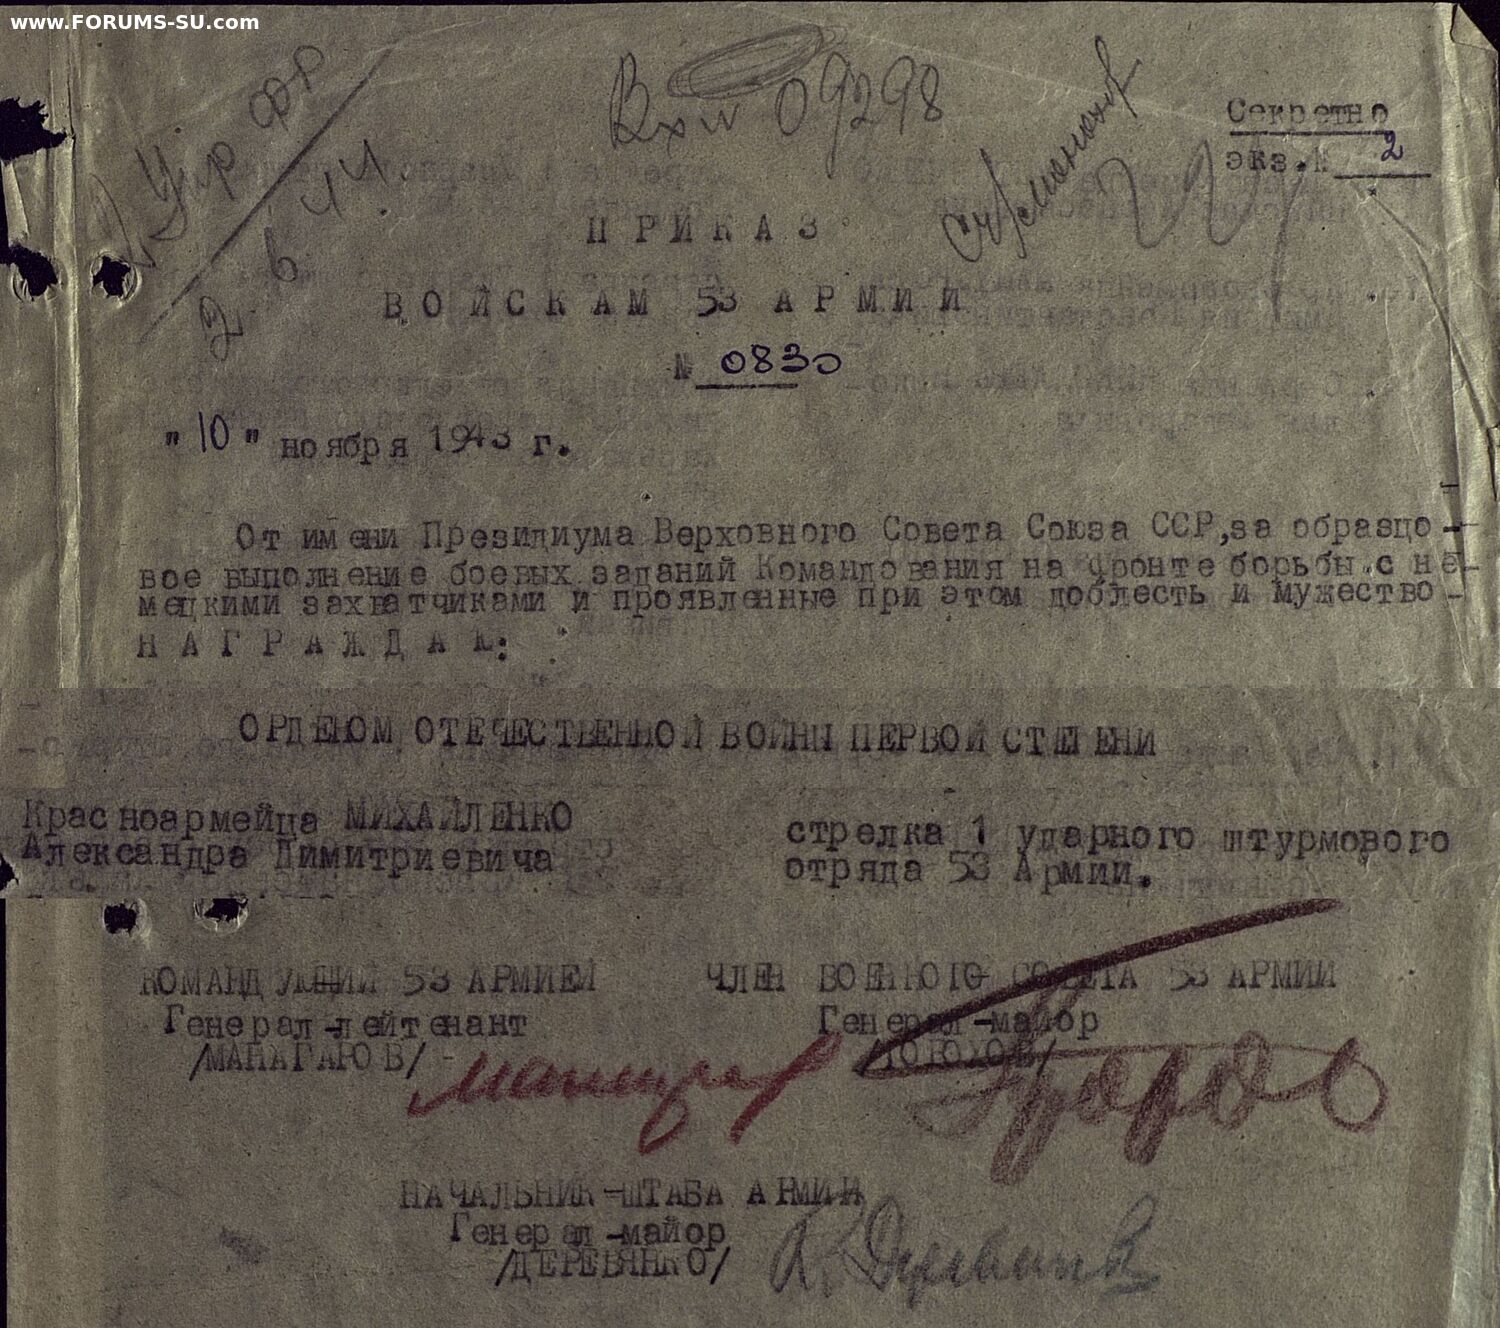 www.FORUMS-SU.com
Вх № 09298
Секретно
экз.№ 2
2 6 44
ПРИКАЗ
ВОЙСКАМ 53 АРМИИ
№ 0830
"10" ноября 1943 г.
От имени Президиума Верховного Совета Союза ССР,за образцо-
вое выполнение боевых заданий Командования на фронте борьбы с не-
мецкими захватчиками и проявленные при этом доблесть и мужество-
НАГРАЖДАЮ:
ОРДЕНОМ ОТЕЧЕСТВЕННОЙ ВОЙНЫ ПЕРВОЙ СТЕПЕНИ
Красноармейца МИХАЙЛЕНКО
Александра Димитриевича
стрелка 1 ударного штурмового
отряда 53 Армии.
КОМАНДУЮЩИЙ 53 АРМИЕЙ
Генерал-лейтенант
/МАНАГАРОВ/
ЧЛЕН ВОЕННОГО СОВЕТА 53 АРМИИ
Генерал-майор
/ГОРОХОВ/
НАЧАЛЬНИК-ШТАБА АРМИИ
Генерал-майор
/ДЕРЕВЯНКО/